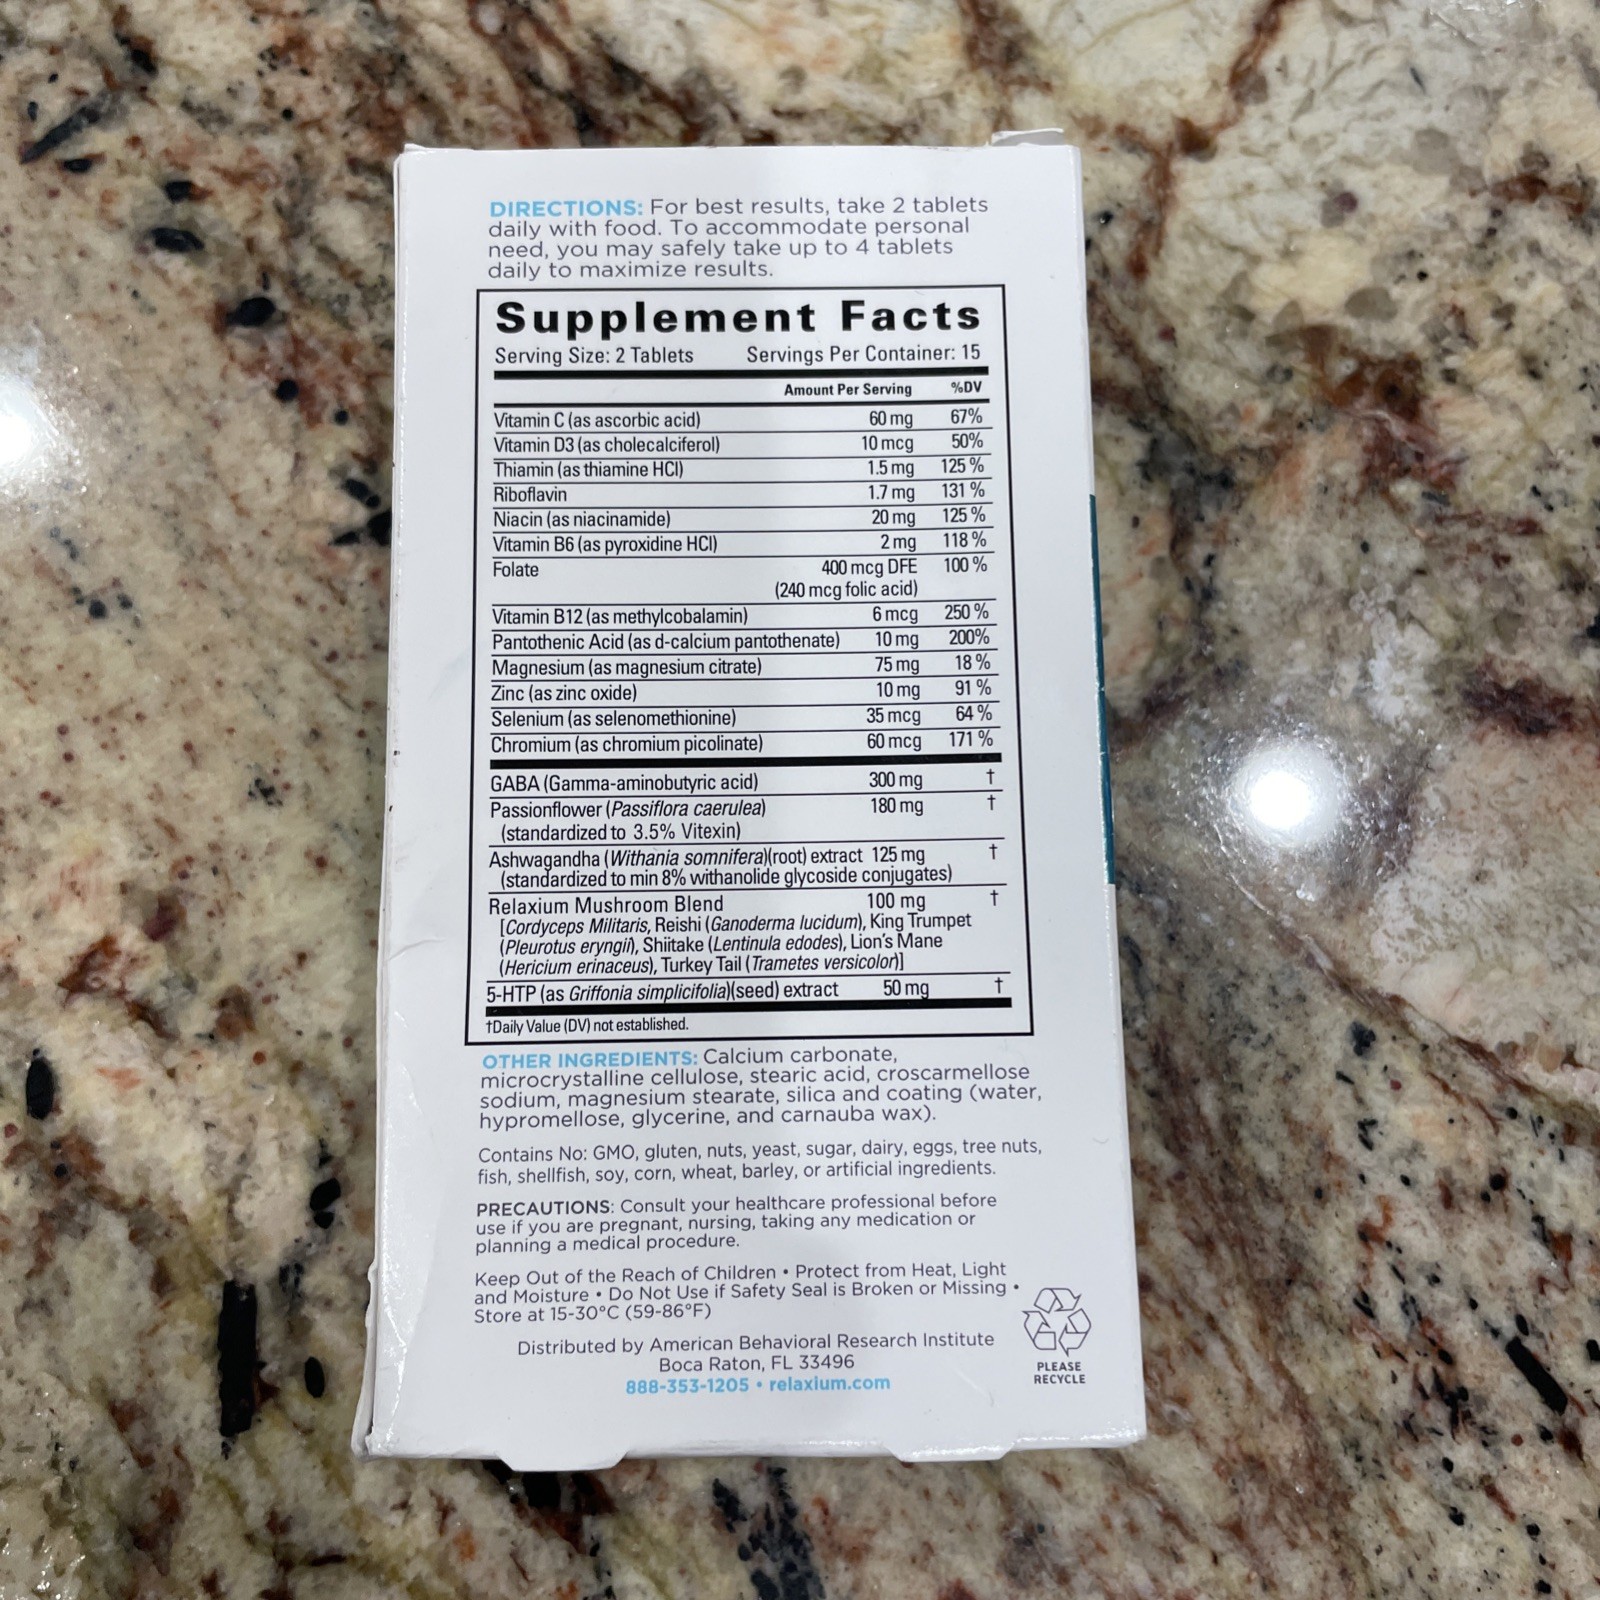 DIRECTIONS: For best results, take 2 tablets
daily with food. To accommodate personal
need, you may safely take up to 4 tablets
daily to maximize results.
Supplement Facts
Serving Size: 2 Tablets Servings Per Container: 15
Amount Per Serving %DV
Vitamin C (as ascorbic acid) 60 mg 67%
Vitamin D3 (as cholecalciferol) 10 mcg 50%
Thiamin (as thiamine HCl) 1.5 mg 125 %
Riboflavin 1.7 mg 131 %
Niacin (as niacinamide) 20 mg 125 %
Vitamin B6 (as pyroxidine HCl) 2 mg 118 %
Folate 400 mcg DFE 100 %
(240 mcg folic acid)
Vitamin B12 (as methylcobalamin) 6 mcg 250 %
Pantothenic Acid (as d-calcium pantothenate) 10 mg 200%
Magnesium (as magnesium citrate) 75 mg 18 %
Zinc (as zinc oxide) 10 mg 91 %
Selenium (as selenomethionine) 35 mcg 64 %
Chromium (as chromium picolinate) 60 mcg 171 %
GABA (Gamma-aminobutyric acid) 300 mg †
Passionflower (Passiflora caerulea) 180 mg †
(standardized to 3.5% Vitexin)
Ashwagandha (Withania somnifera)(root) extract 125 mg †
(standardized to min 8% withanolide glycoside conjugates)
Relaxium Mushroom Blend 100 mg †
[Cordyceps Militaris, Reishi (Ganoderma lucidum), King Trumpet
(Pleurotus eryngii), Shiitake (Lentinula edodes), Lion's Mane
(Hericium erinaceus), Turkey Tail (Trametes versicolor)]
5-HTP (as Griffonia simplicifolia)(seed) extract 50 mg †
†Daily Value (DV) not established.
OTHER INGREDIENTS: Calcium carbonate,
microcrystalline cellulose, stearic acid, croscarmellose
sodium, magnesium stearate, silica and coating (water,
hypromellose, glycerine, and carnauba wax).
Contains No: GMO, gluten, nuts, yeast, sugar, dairy, eggs, tree nuts,
fish, shellfish, soy, corn, wheat, barley, or artificial ingredients.
PRECAUTIONS: Consult your healthcare professional before
use if you are pregnant, nursing, taking any medication or
planning a medical procedure.
Keep Out of the Reach of Children • Protect from Heat, Light
and Moisture • Do Not Use if Safety Seal is Broken or Missing •
Store at 15-30°C (59-86°F)
Distributed by American Behavioral Research Institute
Boca Raton, FL 33496
888-353-1205 • relaxium.com
PLEASE
RECYCLE